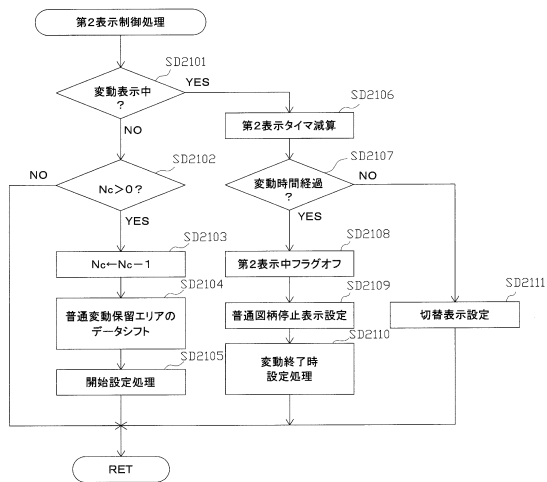 第2表示制御処理
SD2101
変動表示中
?
YES
NO
SD2106
第2表示タイマ減算
SD2102
NO
Nc>0?
YES
SD2107
変動時間経過
?
NO
YES
SD2103
Nc←Nc-1
SD2108
第2表示中フラグオフ
SD2104
普通変動保留エリアの
データシフト
SD2109
普通図柄停止表示設定
SD2111
切替表示設定
SD2105
開始設定処理
SD2110
変動終了時
設定処理
RET